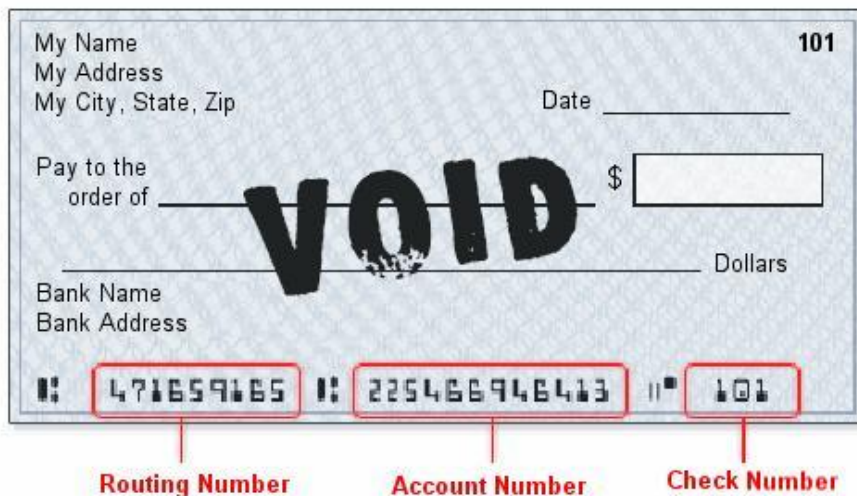 My Name
101
My Address
My City, State, Zip
Date
Pay to the
order of
$
VOID
Dollars
Bank Name
Bank Address
⑆ 471659165 ⑆ 225466946413 ⑈ 101
Routing Number
Account Number
Check Number